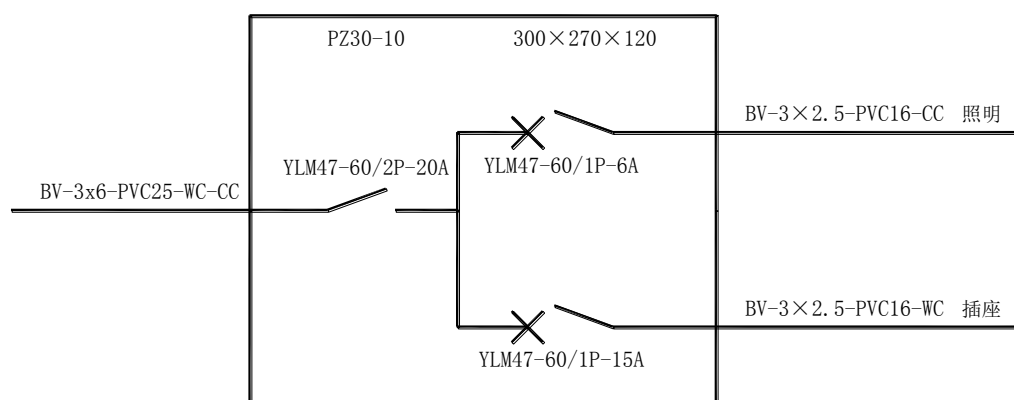 PZ30-10 300×270×120
BV-3×2.5-PVC16-CC 照明
YLM47-60/2P-20A
YLM47-60/1P-6A
BV-3x6-PVC25-WC-CC
BV-3×2.5-PVC16-WC 插座
YLM47-60/1P-15A